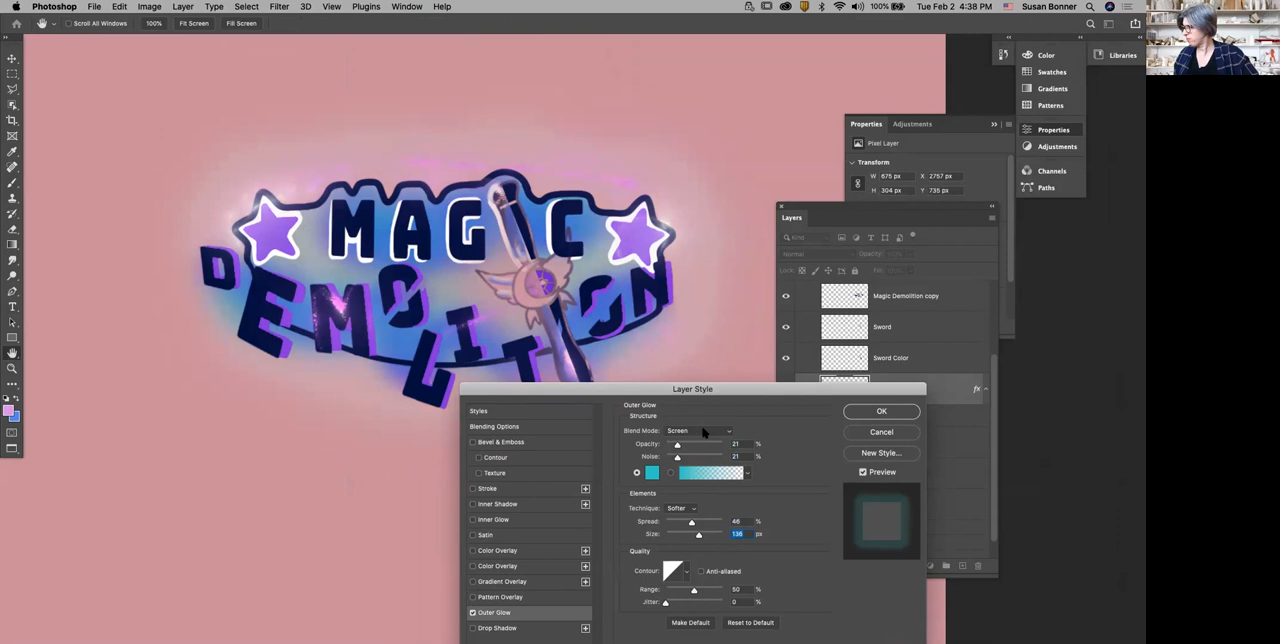 Photoshop File Edit Image Layer Type Select Filter 3D View Plugins Window Help 100% Tue Feb 2 4:38 PM Susan Bonner
Scroll All Windows 100% Fit Screen Fill Screen
Color
Libraries
Swatches
Gradients
Patterns
Properties
Adjustments
Channels
Paths
Properties Adjustments
Pixel Layer
Transform
W 675 px X 2757 px
H 304 px Y 735 px
MAGIC
DEMOLITION
Layers
Kind
Normal Opacity:
Lock: Fill:
Magic Demolition copy
Sword
Sword Color
fx
Layer Style
Styles
Blending Options
Bevel & Emboss
Contour
Texture
Stroke
Inner Shadow
Inner Glow
Satin
Color Overlay
Color Overlay
Gradient Overlay
Pattern Overlay
Outer Glow
Drop Shadow
Outer Glow
Structure
Blend Mode: Screen
Opacity: 21 %
Noise: 21 %
Elements
Technique: Softer
Spread: 46 %
Size: 136 px
Quality
Contour: Anti-aliased
Range: 50 %
Jitter: 0 %
Make Default Reset to Default
OK
Cancel
New Style...
Preview